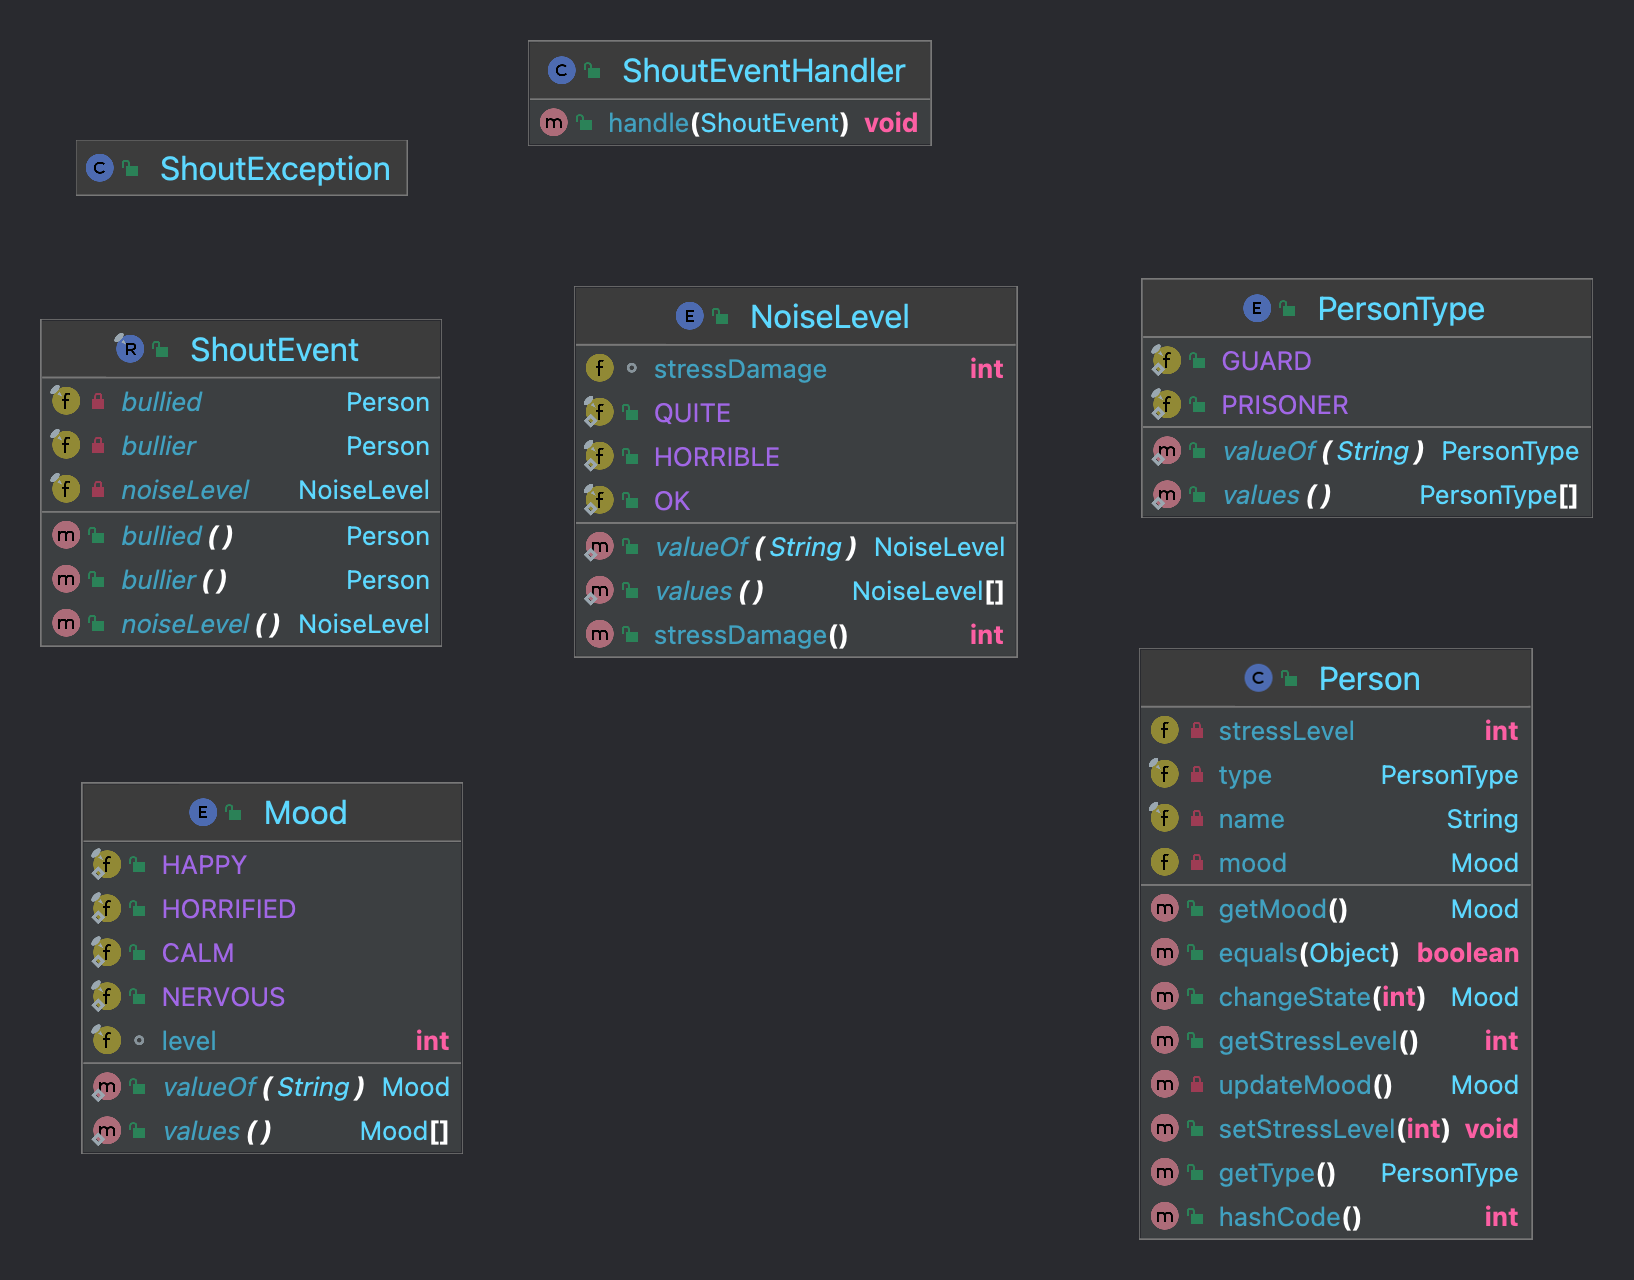 C ShoutEventHandler
m handle(ShoutEvent) void
C ShoutException
R ShoutEvent
f bullied Person
f bullier Person
f noiseLevel NoiseLevel
m bullied() Person
m bullier() Person
m noiseLevel() NoiseLevel
E NoiseLevel
f stressDamage int
f QUITE
f HORRIBLE
f OK
m valueOf(String) NoiseLevel
m values() NoiseLevel[]
m stressDamage() int
E PersonType
f GUARD
f PRISONER
m valueOf(String) PersonType
m values() PersonType[]
E Mood
f HAPPY
f HORRIFIED
f CALM
f NERVOUS
f level int
m valueOf(String) Mood
m values() Mood[]
C Person
f stressLevel int
f type PersonType
f name String
f mood Mood
m getMood() Mood
m equals(Object) boolean
m changeState(int) Mood
m getStressLevel() int
m updateMood() Mood
m setStressLevel(int) void
m getType() PersonType
m hashCode() int